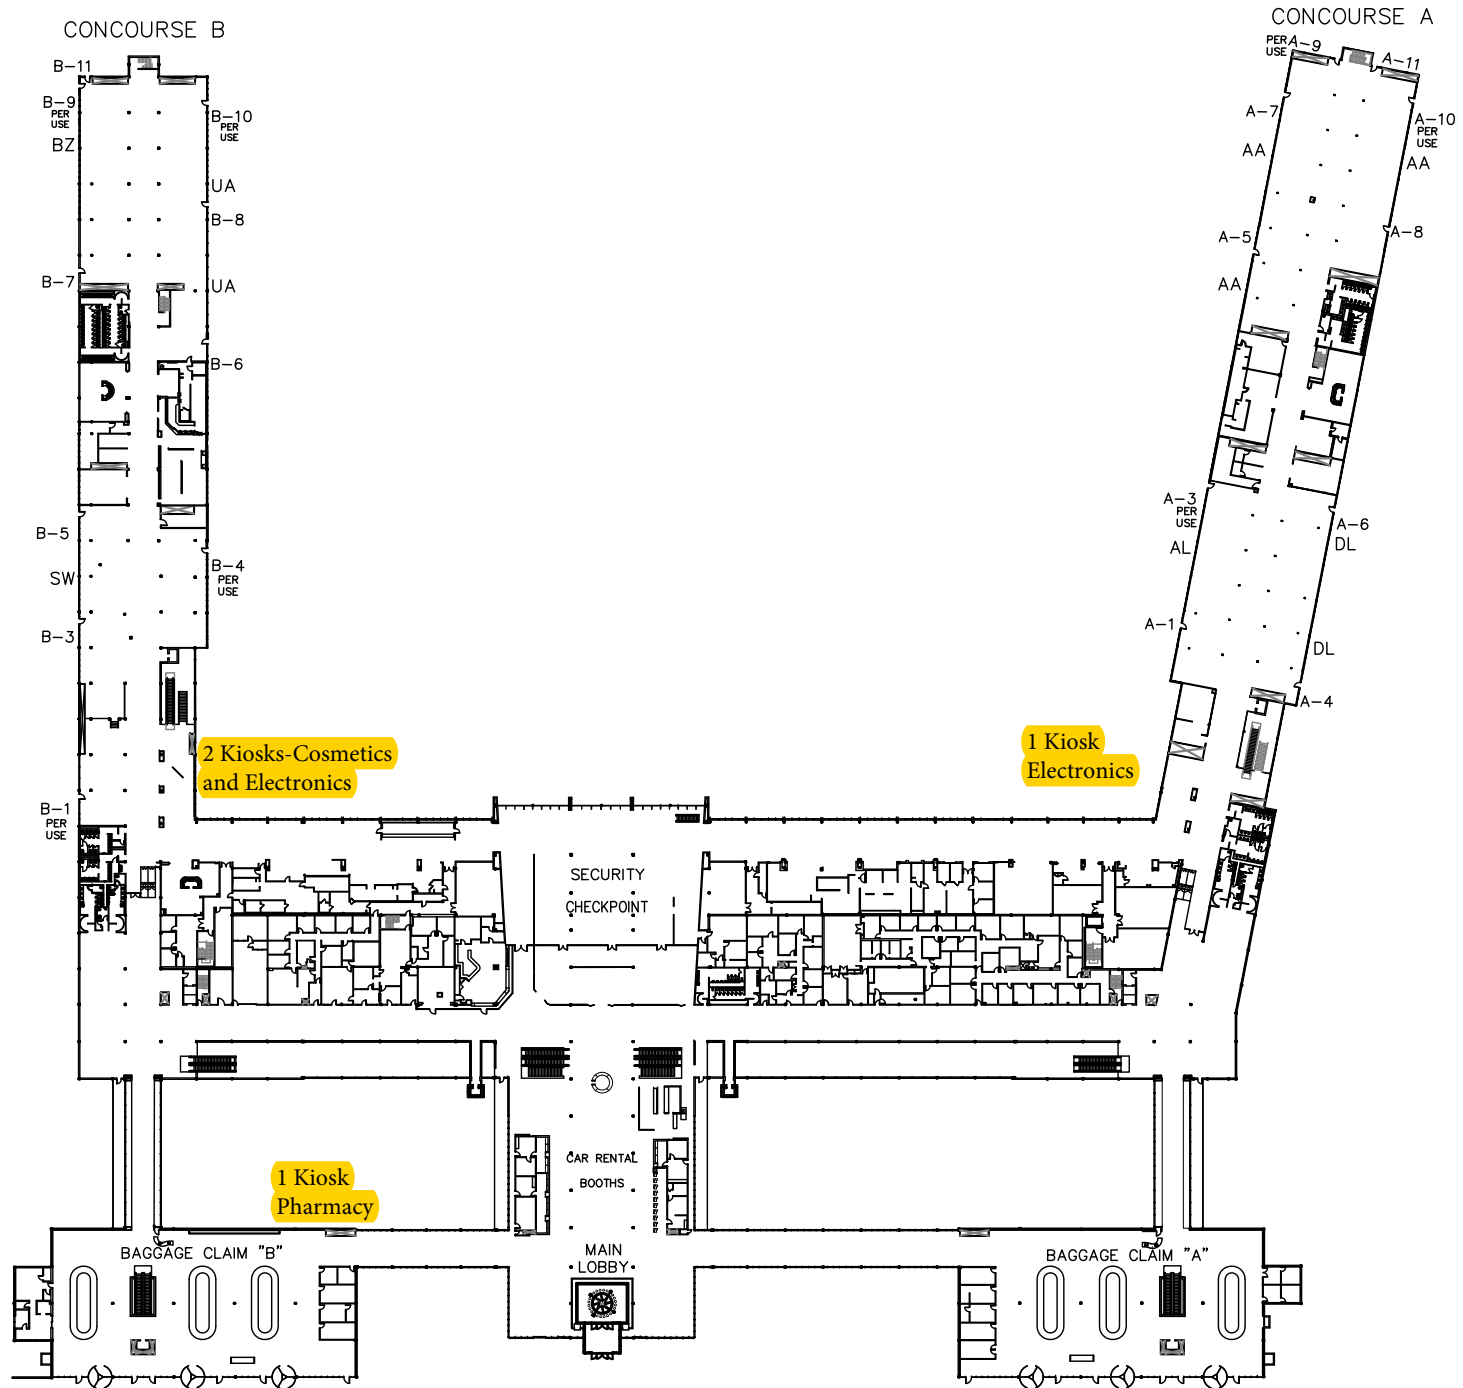 CONCOURSE B
CONCOURSE A
B-11
B-9
PER
USE
BZ
B-10
PER
USE
UA
B-8
B-7
UA
B-6
B-5
SW
B-4
PER
USE
B-3
B-1
PER
USE
PER
USE
A-9
A-11
A-7
AA
A-10
PER
USE
AA
A-5
A-8
AA
A-3
PER
USE
AL
A-6
DL
A-1
DL
A-4
2 Kiosks-Cosmetics
and Electronics
1 Kiosk
Electronics
SECURITY
CHECKPOINT
CAR RENTAL
BOOTHS
1 Kiosk
Pharmacy
BAGGAGE CLAIM "B"
MAIN
LOBBY
BAGGAGE CLAIM "A"